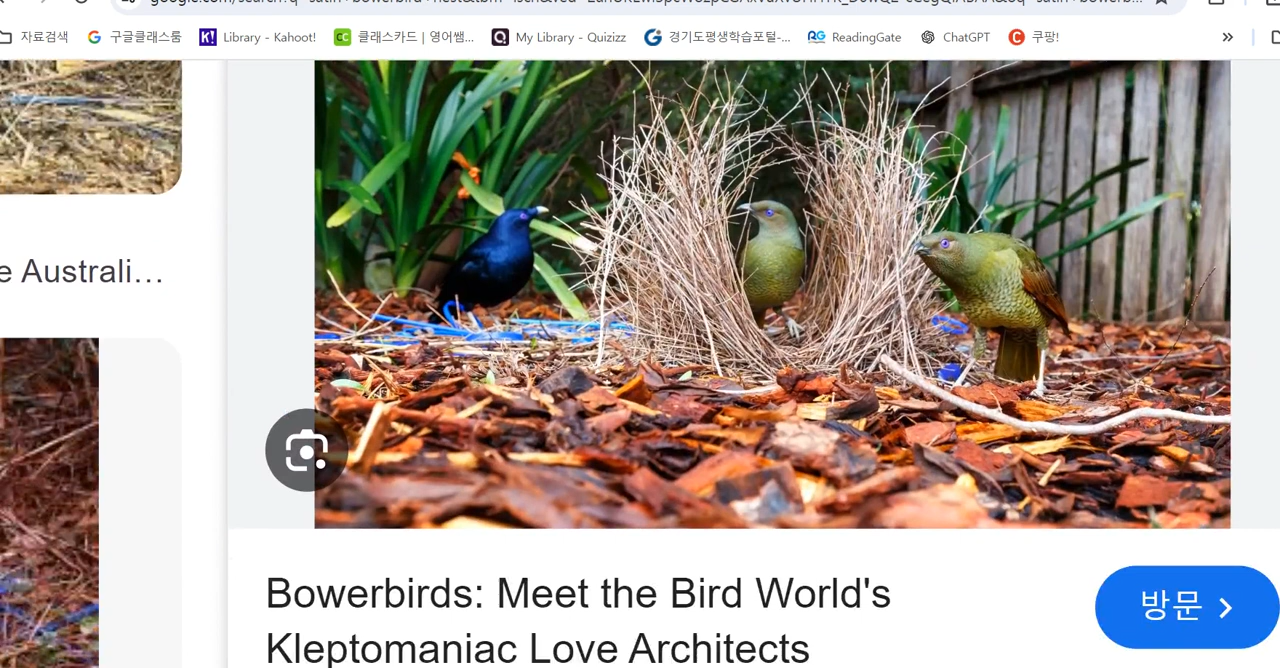 자료검색 구글클래스룸 Library - Kahoot! 클래스카드 | 영어쌤... My Library - Quizizz 경기도평생학습포털-... ReadingGate ChatGPT 쿠팡!
e Australi...
Bowerbirds: Meet the Bird World's
Kleptomaniac Love Architects
방문